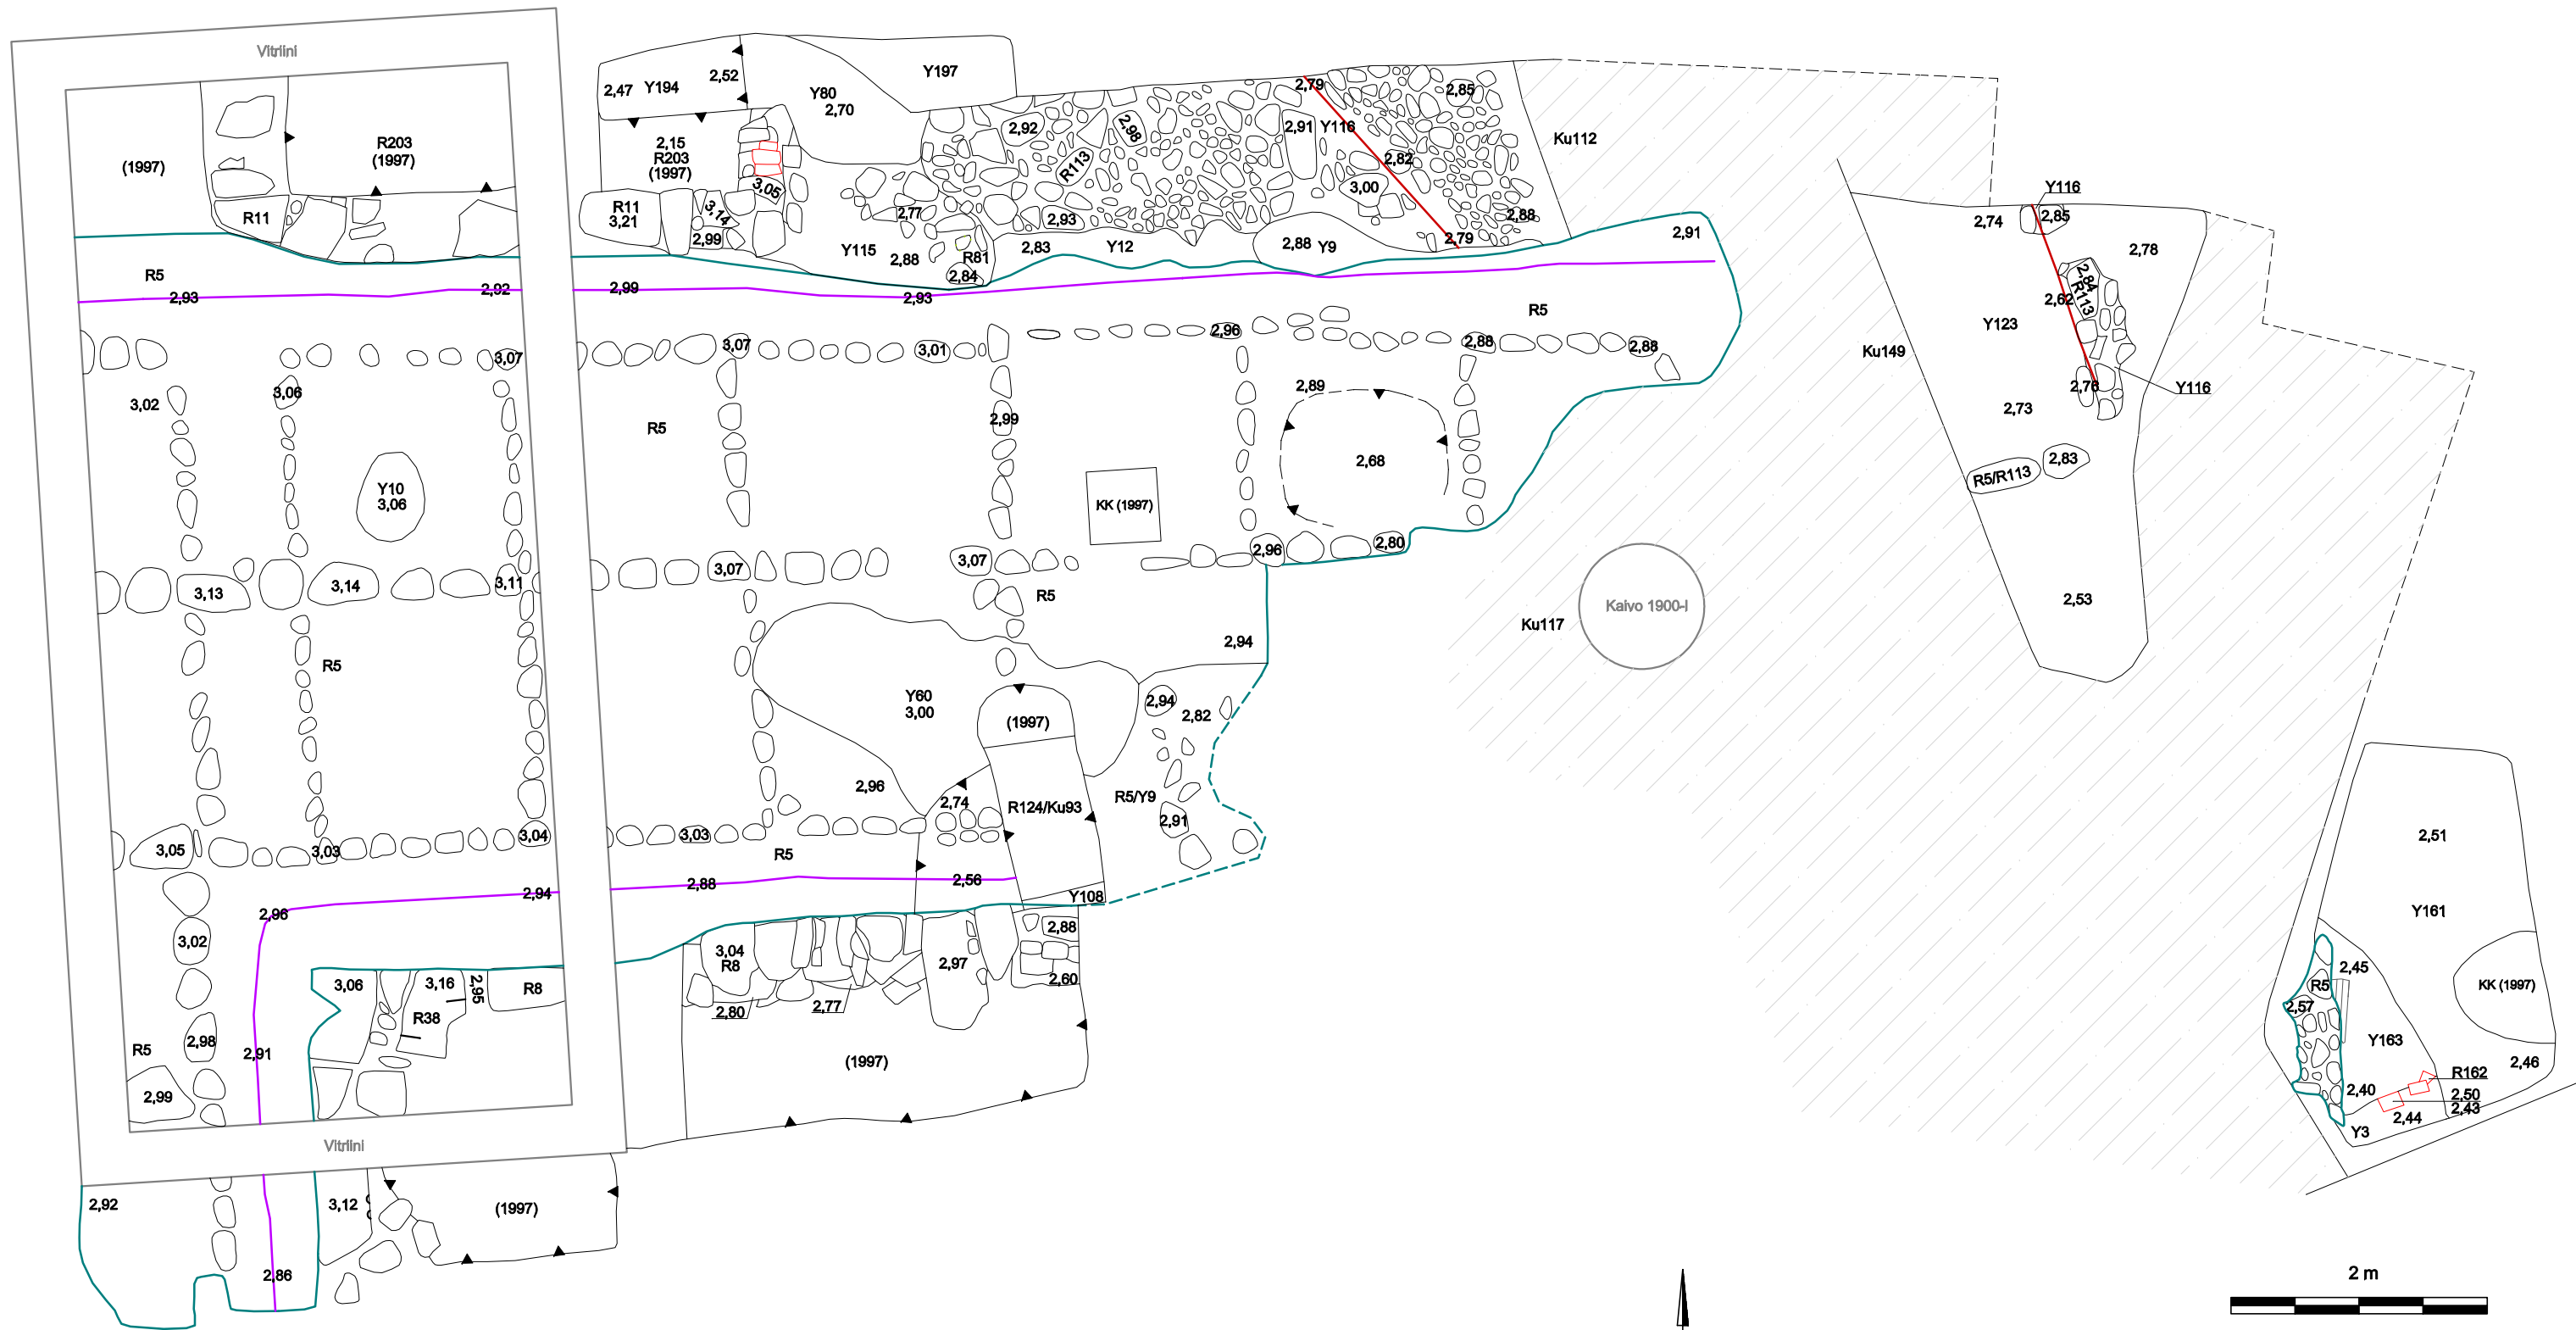 Vitriini
(1997)
R203
(1997)
R11
R5
2,93
2,92
3,02
3,06
3,07
Y10
3,06
3,13
3,14
3,11
R5
3,05
3,03
3,04
2,96
2,94
3,02
2,98
2,91
R5
2,99
3,06
3,16
2,95
R38
R8
Vitriini
2,92
3,12
(1997)
2,86
2,47
Y194
2,52
Y80
2,70
Y197
2,15
R203
(1997)
3,05
R11
3,21
3,14
2,99
2,77
Y115
2,88
R81
2,84
2,92
2,98
R113
2,93
2,83
Y12
2,79
2,91
Y116
2,82
3,00
2,85
2,88
2,79
2,88
Y9
Ku112
2,91
2,99
2,93
R5
3,07
3,01
2,96
2,88
2,88
R5
2,99
2,89
2,68
KK (1997)
3,07
3,07
2,96
2,80
R5
2,94
Ku117
Kaivo 1900-l
Y60
3,00
(1997)
2,94
2,82
2,96
2,74
R124/Ku93
R5/Y9
2,91
3,03
R5
2,88
2,56
Y108
3,04
R8
2,97
2,88
2,60
2,80
2,77
(1997)
Ku149
Y116
2,74
2,85
2,78
2,84
R113
2,62
Y123
2,76
Y116
2,73
R5/R113
2,83
2,53
2,51
Y161
2,45
R5
2,57
KK (1997)
Y163
2,46
R162
2,40
2,50
2,43
2,44
Y3
2 m